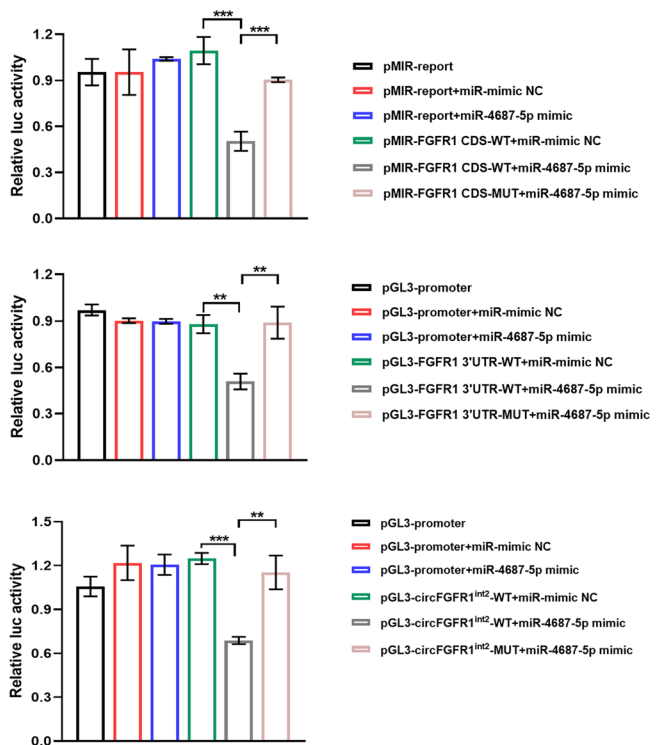 Relative luc activity
1.2
0.9
0.6
0.3
0.0
***
***
pMIR-report
pMIR-report+miR-mimic NC
pMIR-report+miR-4687-5p mimic
pMIR-FGFR1 CDS-WT+miR-mimic NC
pMIR-FGFR1 CDS-WT+miR-4687-5p mimic
pMIR-FGFR1 CDS-MUT+miR-4687-5p mimic
Relative luc activity
1.2
0.9
0.6
0.3
0.0
**
**
pGL3-promoter
pGL3-promoter+miR-mimic NC
pGL3-promoter+miR-4687-5p mimic
pGL3-FGFR1 3'UTR-WT+miR-mimic NC
pGL3-FGFR1 3'UTR-WT+miR-4687-5p mimic
pGL3-FGFR1 3'UTR-MUT+miR-4687-5p mimic
Relative luc activity
1.5
1.2
0.9
0.6
0.3
0.0
***
**
pGL3-promoter
pGL3-promoter+miR-mimic NC
pGL3-promoter+miR-4687-5p mimic
pGL3-circFGFR1int2-WT+miR-mimic NC
pGL3-circFGFR1int2-WT+miR-4687-5p mimic
pGL3-circFGFR1int2-MUT+miR-4687-5p mimic